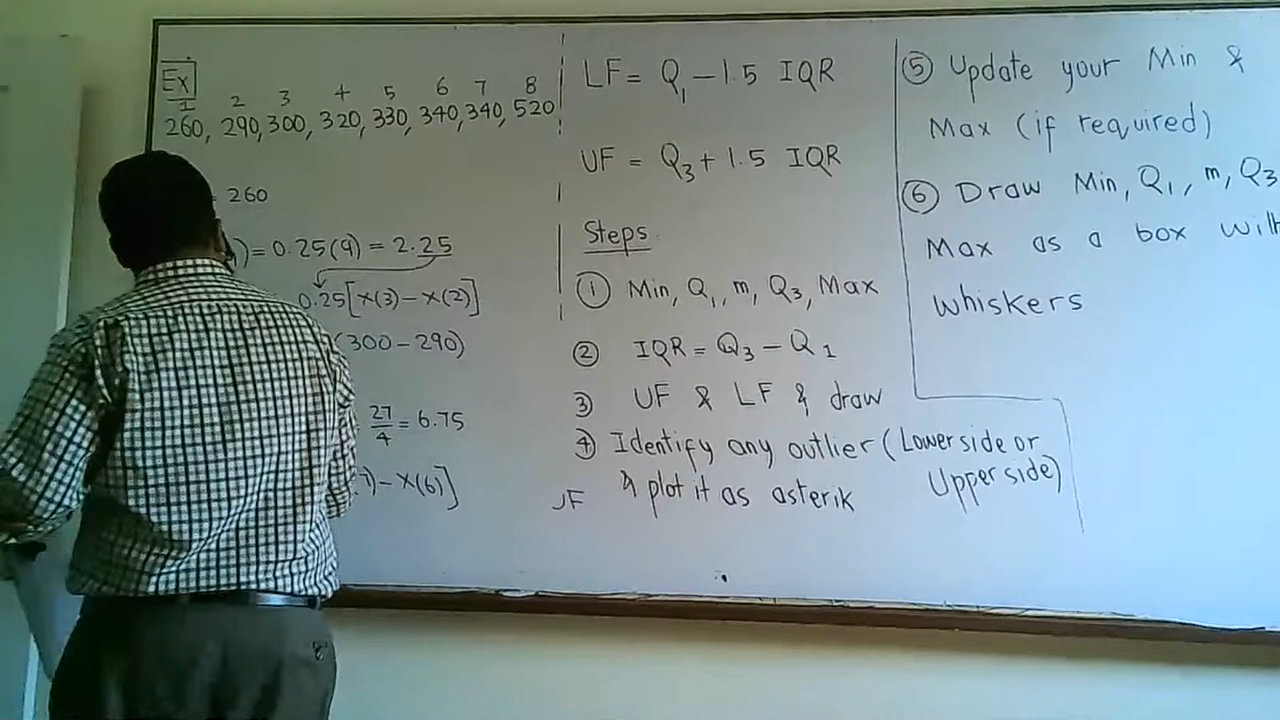 Ex
1 2 3 4 5 6 7 8
260, 290, 300, 320, 330, 340, 340, 520
= 260
) = 0.25(9) = 2.25
0.25[X(3) - X(2)]
(300 - 290)
27/4 = 6.75
) - X(6)]
LF = Q1 - 1.5 IQR
UF = Q3 + 1.5 IQR
Steps
① Min, Q1, m, Q3, Max
② IQR = Q3 - Q1
③ UF & LF & draw
④ Identify any outlier (Lower side or
Upper side)
& plot it as asterik
⑤ Update your Min &
Max (if required)
⑥ Draw Min, Q1, m, Q3
Max as a box with
whiskers